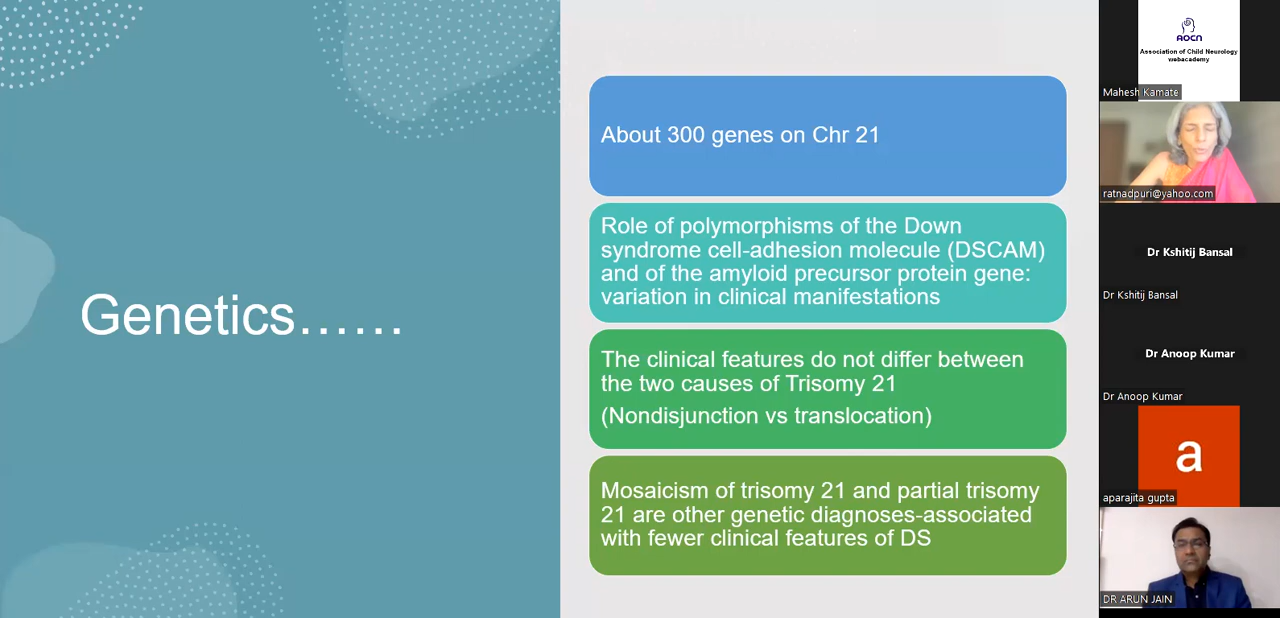 Genetics……
About 300 genes on Chr 21
Role of polymorphisms of the Down
syndrome cell-adhesion molecule (DSCAM)
and of the amyloid precursor protein gene:
variation in clinical manifestations
The clinical features do not differ between
the two causes of Trisomy 21
(Nondisjunction vs translocation)
Mosaicism of trisomy 21 and partial trisomy
21 are other genetic diagnoses-associated
with fewer clinical features of DS
AOCN
Association of Child Neurology
webacademy
Mahesh Kamate
ratnadpuri@yahoo.com
Dr Kshitij Bansal
Dr Kshitij Bansal
Dr Anoop Kumar
Dr Anoop Kumar
a
aparajita gupta
DR ARUN JAIN